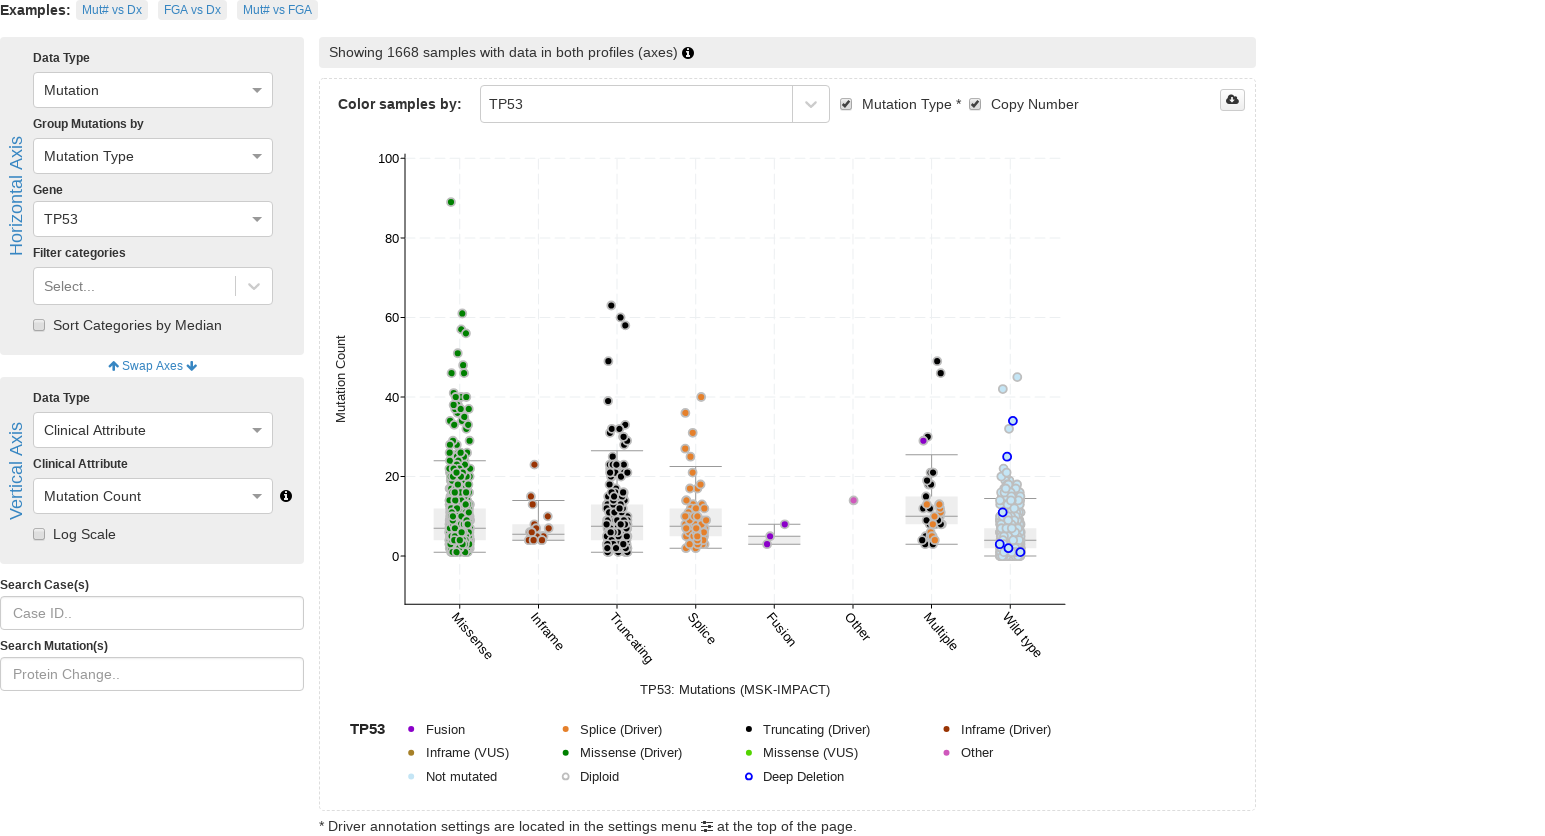 Examples: Mut# vs Dx FGA vs Dx Mut# vs FGA
Horizontal Axis
Data Type
Mutation
Group Mutations by
Mutation Type
Gene
TP53
Filter categories
Select...
Sort Categories by Median
Swap Axes
Vertical Axis
Data Type
Clinical Attribute
Clinical Attribute
Mutation Count
Log Scale
Search Case(s)
Case ID..
Search Mutation(s)
Protein Change..
Showing 1668 samples with data in both profiles (axes)
Color samples by: TP53 Mutation Type * Copy Number
Mutation Count
100
80
60
40
20
0
Missense
Inframe
Truncating
Splice
Fusion
Other
Multiple
Wild type
TP53: Mutations (MSK-IMPACT)
TP53 Fusion Splice (Driver) Truncating (Driver) Inframe (Driver)
Inframe (VUS) Missense (Driver) Missense (VUS) Other
Not mutated Diploid Deep Deletion
* Driver annotation settings are located in the settings menu at the top of the page.